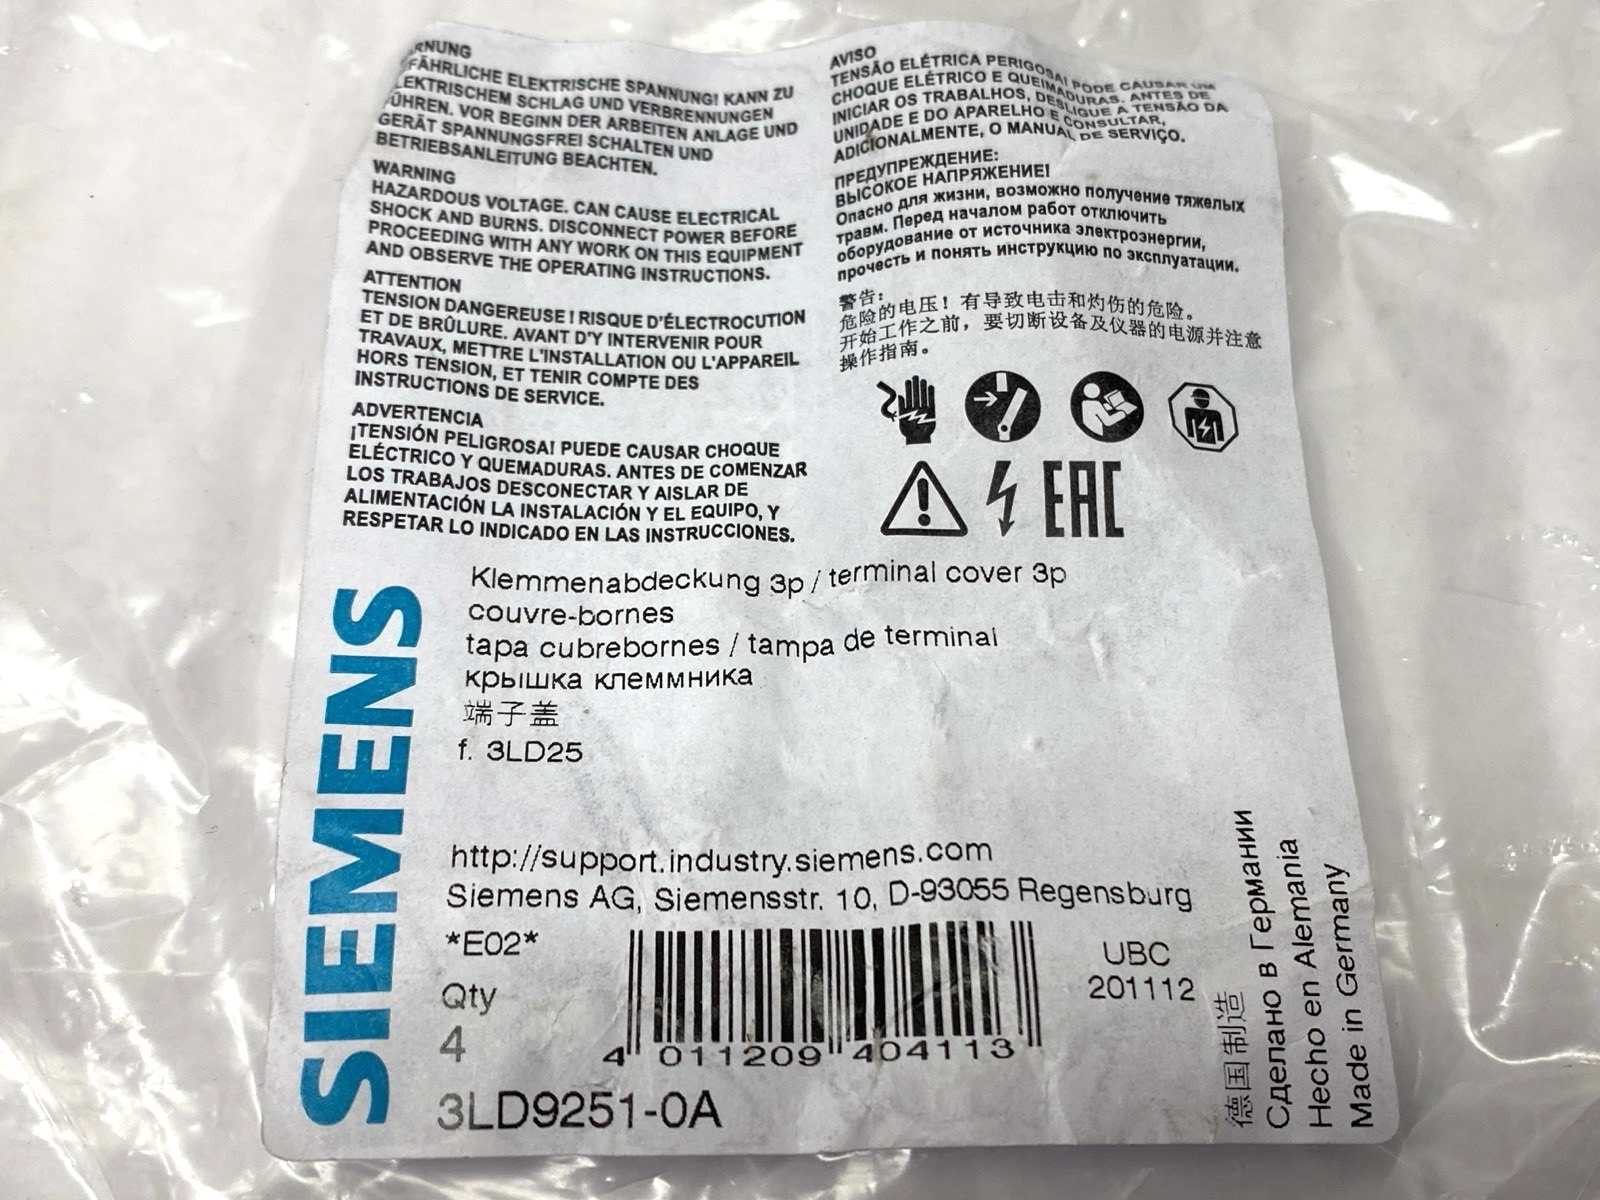 RNUNG
FÄHRLICHE ELEKTRISCHE SPANNUNG! KANN ZU
LEKTRISCHEM SCHLAG UND VERBRENNUNGEN
ÜHREN. VOR BEGINN DER ARBEITEN ANLAGE UND
GERÄT SPANNUNGSFREI SCHALTEN UND
BETRIEBSANLEITUNG BEACHTEN.
WARNING
HAZARDOUS VOLTAGE. CAN CAUSE ELECTRICAL
SHOCK AND BURNS. DISCONNECT POWER BEFORE
PROCEEDING WITH ANY WORK ON THIS EQUIPMENT
AND OBSERVE THE OPERATING INSTRUCTIONS.
ATTENTION
TENSION DANGEREUSE ! RISQUE D'ÉLECTROCUTION
ET DE BRÛLURE. AVANT D'Y INTERVENIR POUR
TRAVAUX, METTRE L'INSTALLATION OU L'APPAREIL
HORS TENSION, ET TENIR COMPTE DES
INSTRUCTIONS DE SERVICE.
ADVERTENCIA
¡TENSIÓN PELIGROSA! PUEDE CAUSAR CHOQUE
ELÉCTRICO Y QUEMADURAS. ANTES DE COMENZAR
LOS TRABAJOS DESCONECTAR Y AISLAR DE
ALIMENTACIÓN LA INSTALACIÓN Y EL EQUIPO, Y
RESPETAR LO INDICADO EN LAS INSTRUCCIONES.
AVISO
TENSÃO ELÉTRICA PERIGOSA! PODE CAUSAR UM
CHOQUE ELÉTRICO E QUEIMADURAS. ANTES DE
INICIAR OS TRABALHOS, DESLIGUE A TENSÃO DA
UNIDADE E DO APARELHO E CONSULTAR,
ADICIONALMENTE, O MANUAL DE SERVIÇO.
ПРЕДУПРЕЖДЕНИЕ:
ВЫСОКОЕ НАПРЯЖЕНИЕ!
Опасно для жизни, возможно получение тяжелых
травм. Перед началом работ отключить
оборудование от источника электроэнергии,
прочесть и понять инструкцию по эксплуатации.
警告：
危险的电压！有导致电击和灼伤的危险。
开始工作之前，要切断设备及仪器的电源并注意
操作指南。
EAC
SIEMENS
Klemmenabdeckung 3p / terminal cover 3p
couvre-bornes
tapa cubrebornes / tampa de terminal
крышка клеммника
端子盖
f. 3LD25
http://support.industry.siemens.com
Siemens AG, Siemensstr. 10, D-93055 Regensburg
*E02*
UBC
201112
Qty
4
4 011209 404113
3LD9251-0A
德国制造
Сделано в Германии
Hecho en Alemania
Made in Germany